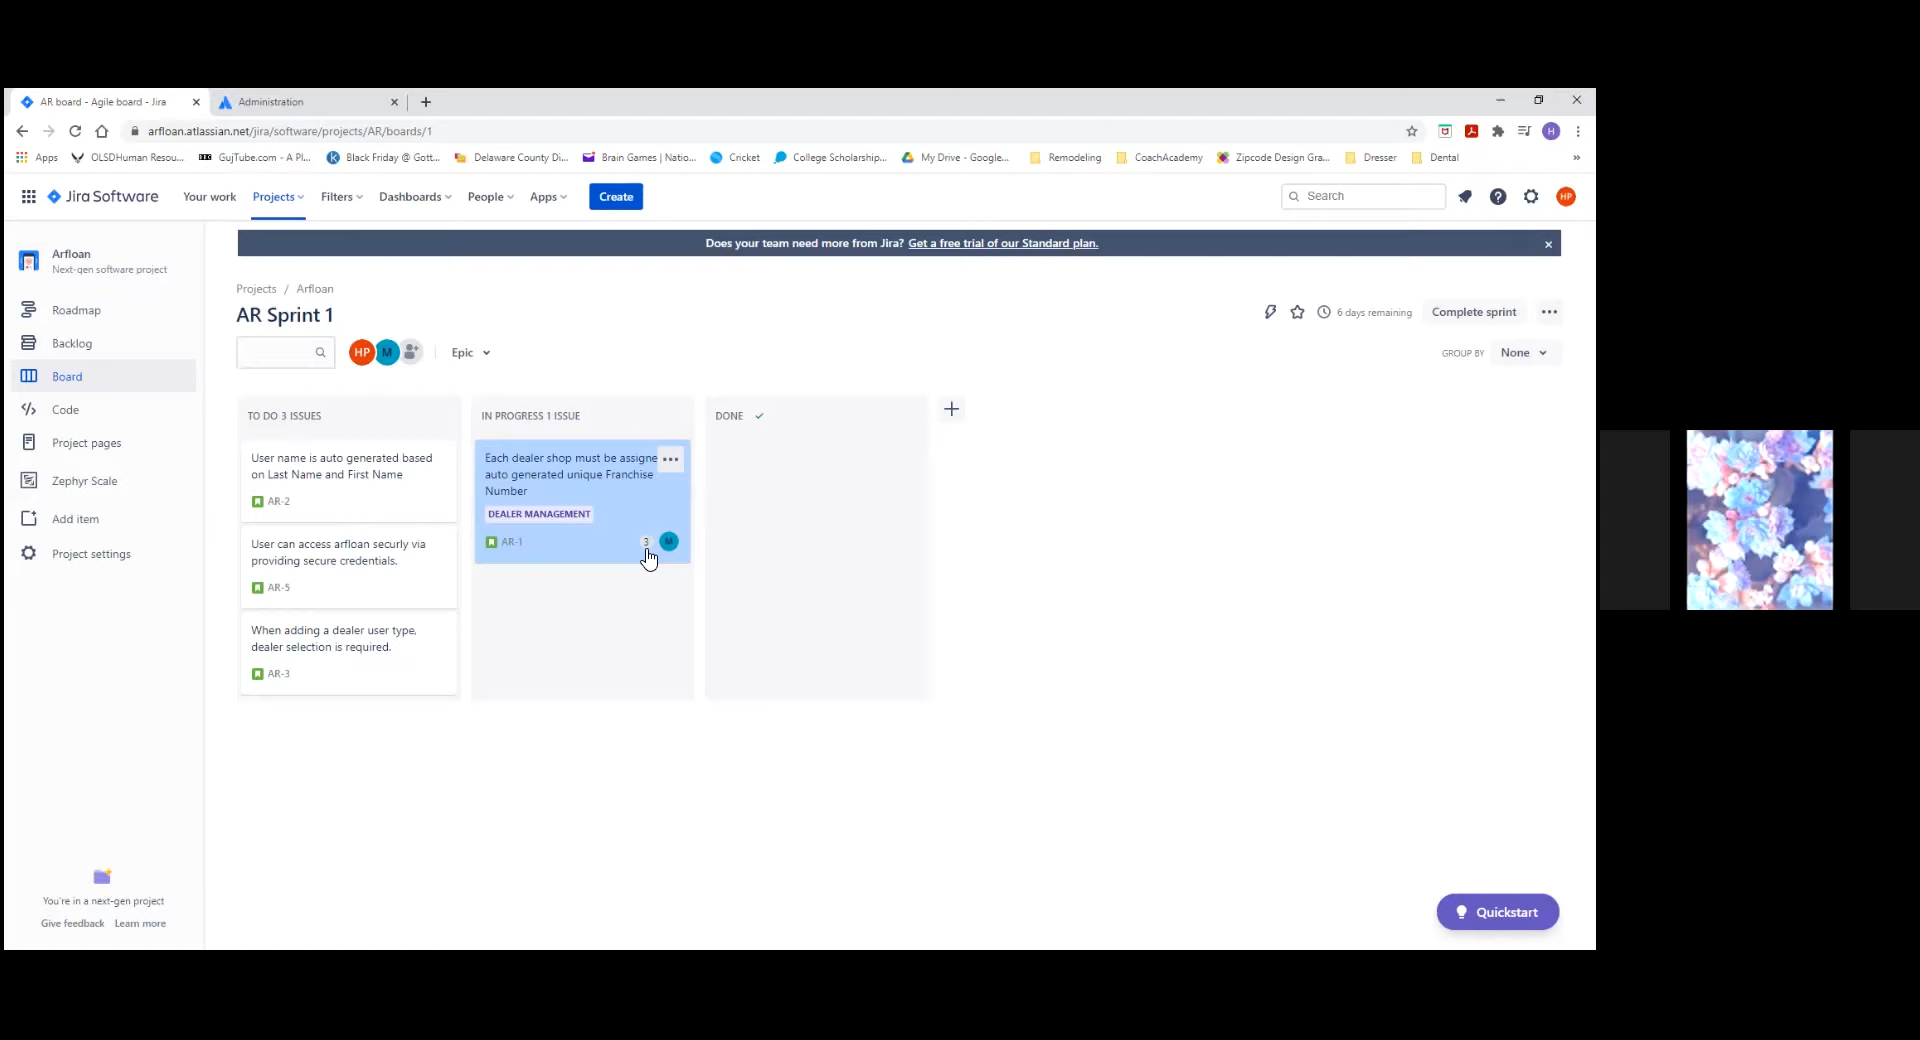 AR board - Agile board - Jira
Administration
arfloan.atlassian.net/jira/software/projects/AR/boards/1
H
Apps
OLSDHuman Resou...
GujTube.com - A Pl...
Black Friday @ Gott...
Delaware County Di...
Brain Games | Natio...
Cricket
College Scholarship...
My Drive - Google...
Remodeling
CoachAcademy
Zipcode Design Gra...
Dresser
Dental
»
Jira Software
Your work
Projects
Filters
Dashboards
People
Apps
Create
Search
HP
Arfloan
Next-gen software project
Does your team need more from Jira? Get a free trial of our Standard plan.
Projects / Arfloan
AR Sprint 1
6 days remaining
Complete sprint
HP
M
Epic
GROUP BY
None
Roadmap
Backlog
Board
Code
Project pages
Zephyr Scale
Add item
Project settings
TO DO 3 ISSUES
User name is auto generated based
on Last Name and First Name
AR-2
User can access arfloan securly via
providing secure credentials.
AR-5
When adding a dealer user type,
dealer selection is required.
AR-3
IN PROGRESS 1 ISSUE
Each dealer shop must be assigne
auto generated unique Franchise
Number
DEALER MANAGEMENT
AR-1
3
M
DONE
You're in a next-gen project
Give feedback
Learn more
Quickstart